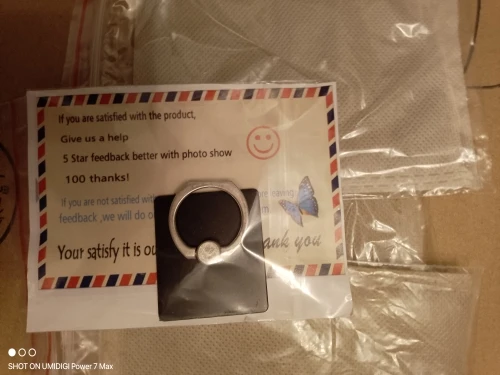 If you are satisfied with the product,
Give us a help
5 Star feedback better with photo show
100 thanks!
if you are not satisfied with
feedback ,we will do
Your satisfy it is
ank you
SHOT ON UMIDIGI Power 7 Max